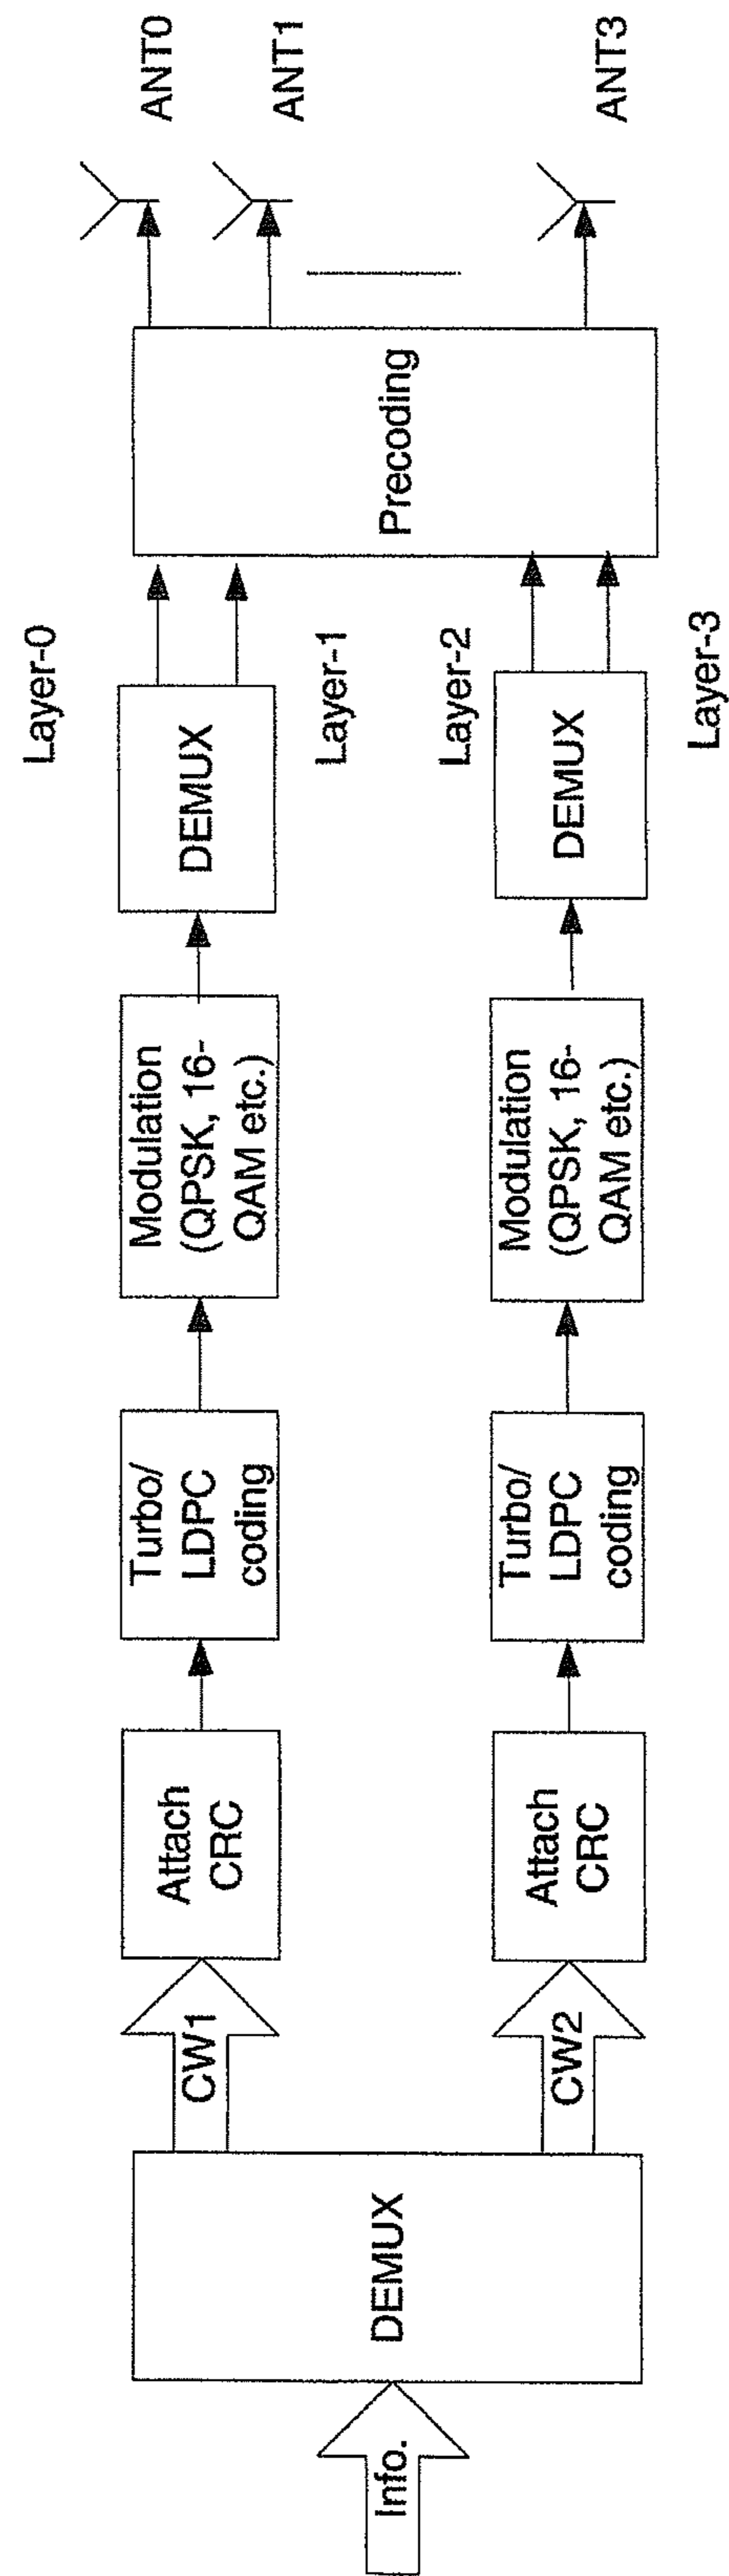 Info.
DEMUX
CW1
Attach
CRC
Turbo/
LDPC
coding
Modulation
(QPSK, 16-
QAM etc.)
DEMUX
Layer-0
Layer-1
CW2
Attach
CRC
Turbo/
LDPC
coding
Modulation
(QPSK, 16-
QAM etc.)
DEMUX
Layer-2
Layer-3
Precoding
ANT0
ANT1
ANT3